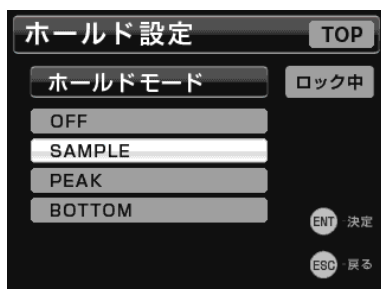 ホールド設定 TOP
ホールドモード ロック中
OFF
SAMPLE
PEAK
BOTTOM
ENT 決定
ESC 戻る